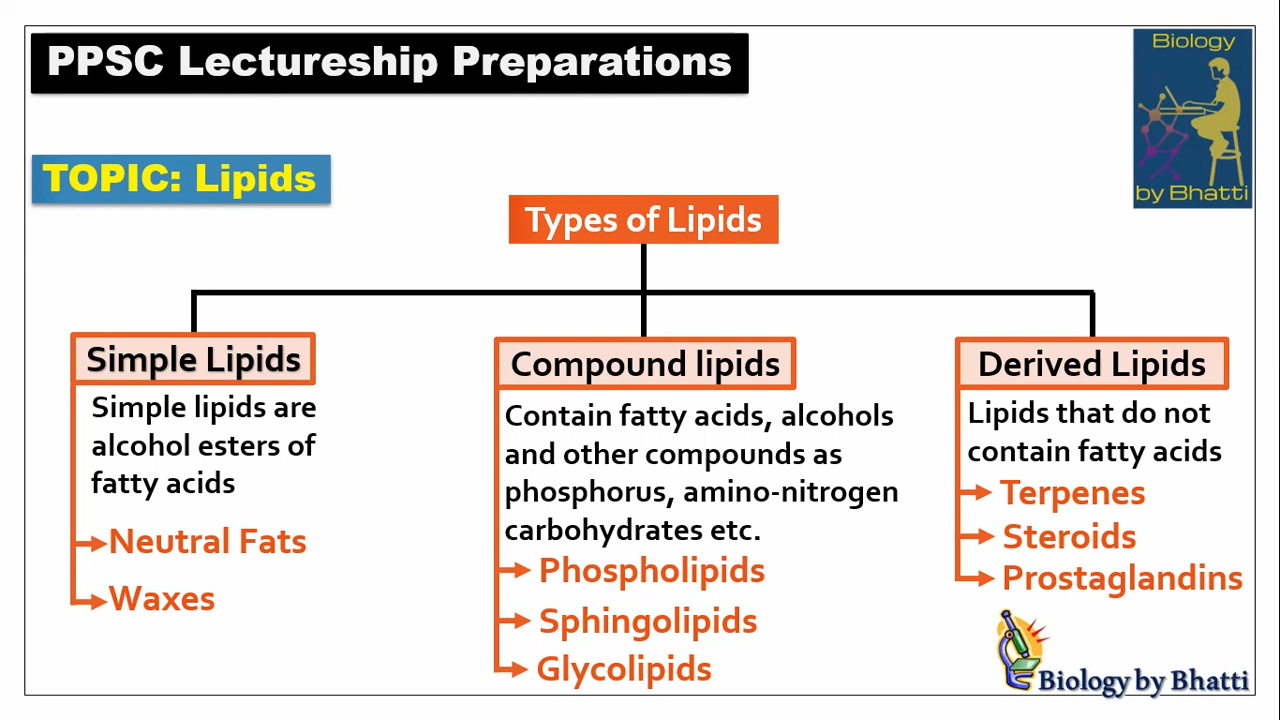 PPSC Lectureship Preparations
Biology
by Bhatti
TOPIC: Lipids
Types of Lipids
Simple Lipids
Simple lipids are
alcohol esters of
fatty acids
Neutral Fats
Waxes
Compound lipids
Contain fatty acids, alcohols
and other compounds as
phosphorus, amino-nitrogen
carbohydrates etc.
Phospholipids
Sphingolipids
Glycolipids
Derived Lipids
Lipids that do not
contain fatty acids
Terpenes
Steroids
Prostaglandins
Biology by Bhatti